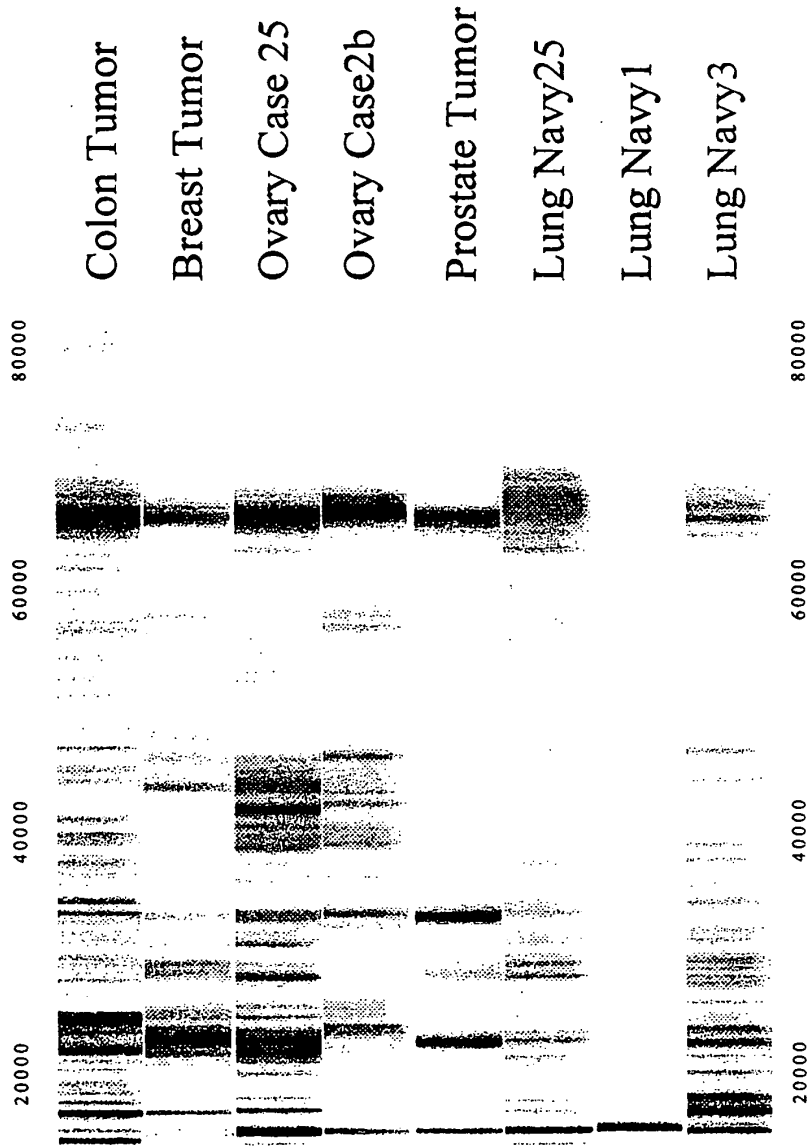 Colon Tumor
Breast Tumor
Ovary Case 25
Ovary Case2b
Prostate Tumor
Lung Navy25
Lung Navy1
Lung Navy3
80000
60000
40000
20000
80000
60000
40000
20000